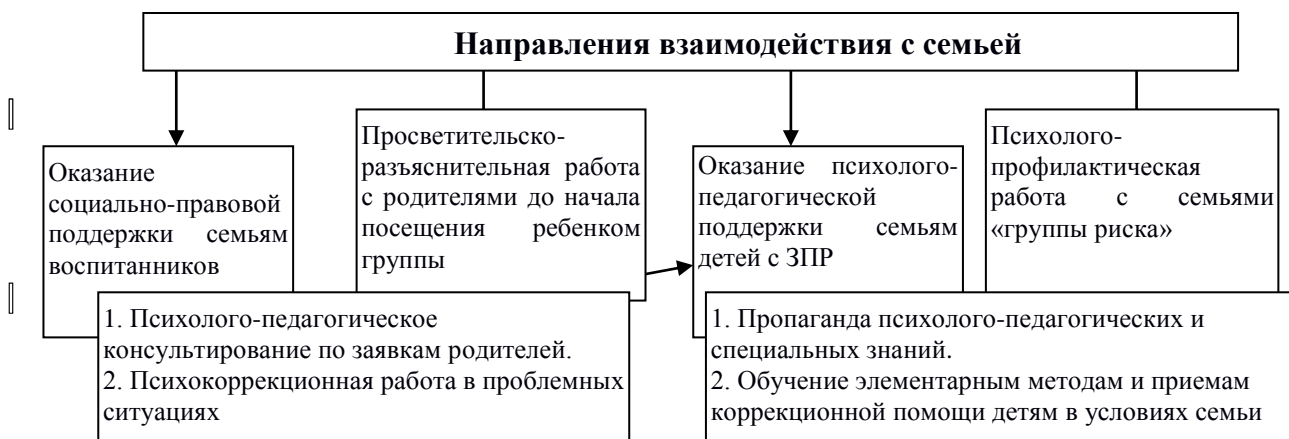 Направления взаимодействия с семьей
Оказание
социально-правовой
поддержки семьям
воспитанников
Просветительско-
разъяснительная работа
с родителями до начала
посещения ребенком
группы
Оказание психолого-
педагогической
поддержки семьям
детей с ЗПР
Психолого-
профилактическая
работа с семьями
«группы риска»
1. Психолого-педагогическое
консультирование по заявкам родителей.
2. Психокоррекционная работа в проблемных
ситуациях
1. Пропаганда психолого-педагогических и
специальных знаний.
2. Обучение элементарным методам и приемам
коррекционной помощи детям в условиях семьи